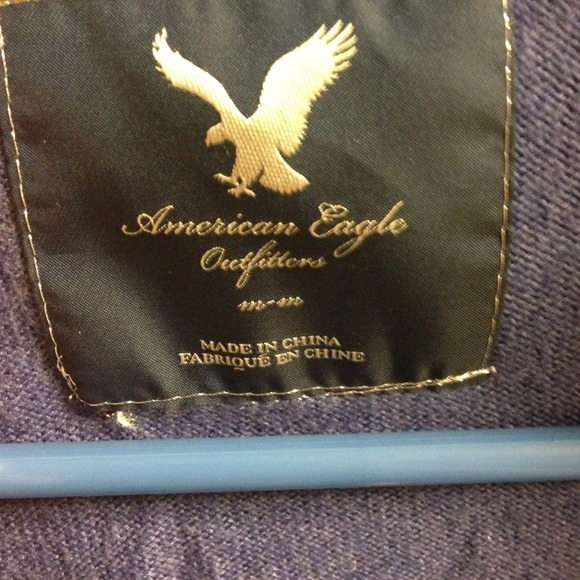 American Eagle
Outfitters
m-m
MADE IN CHINA
FABRIQUÉ EN CHINE